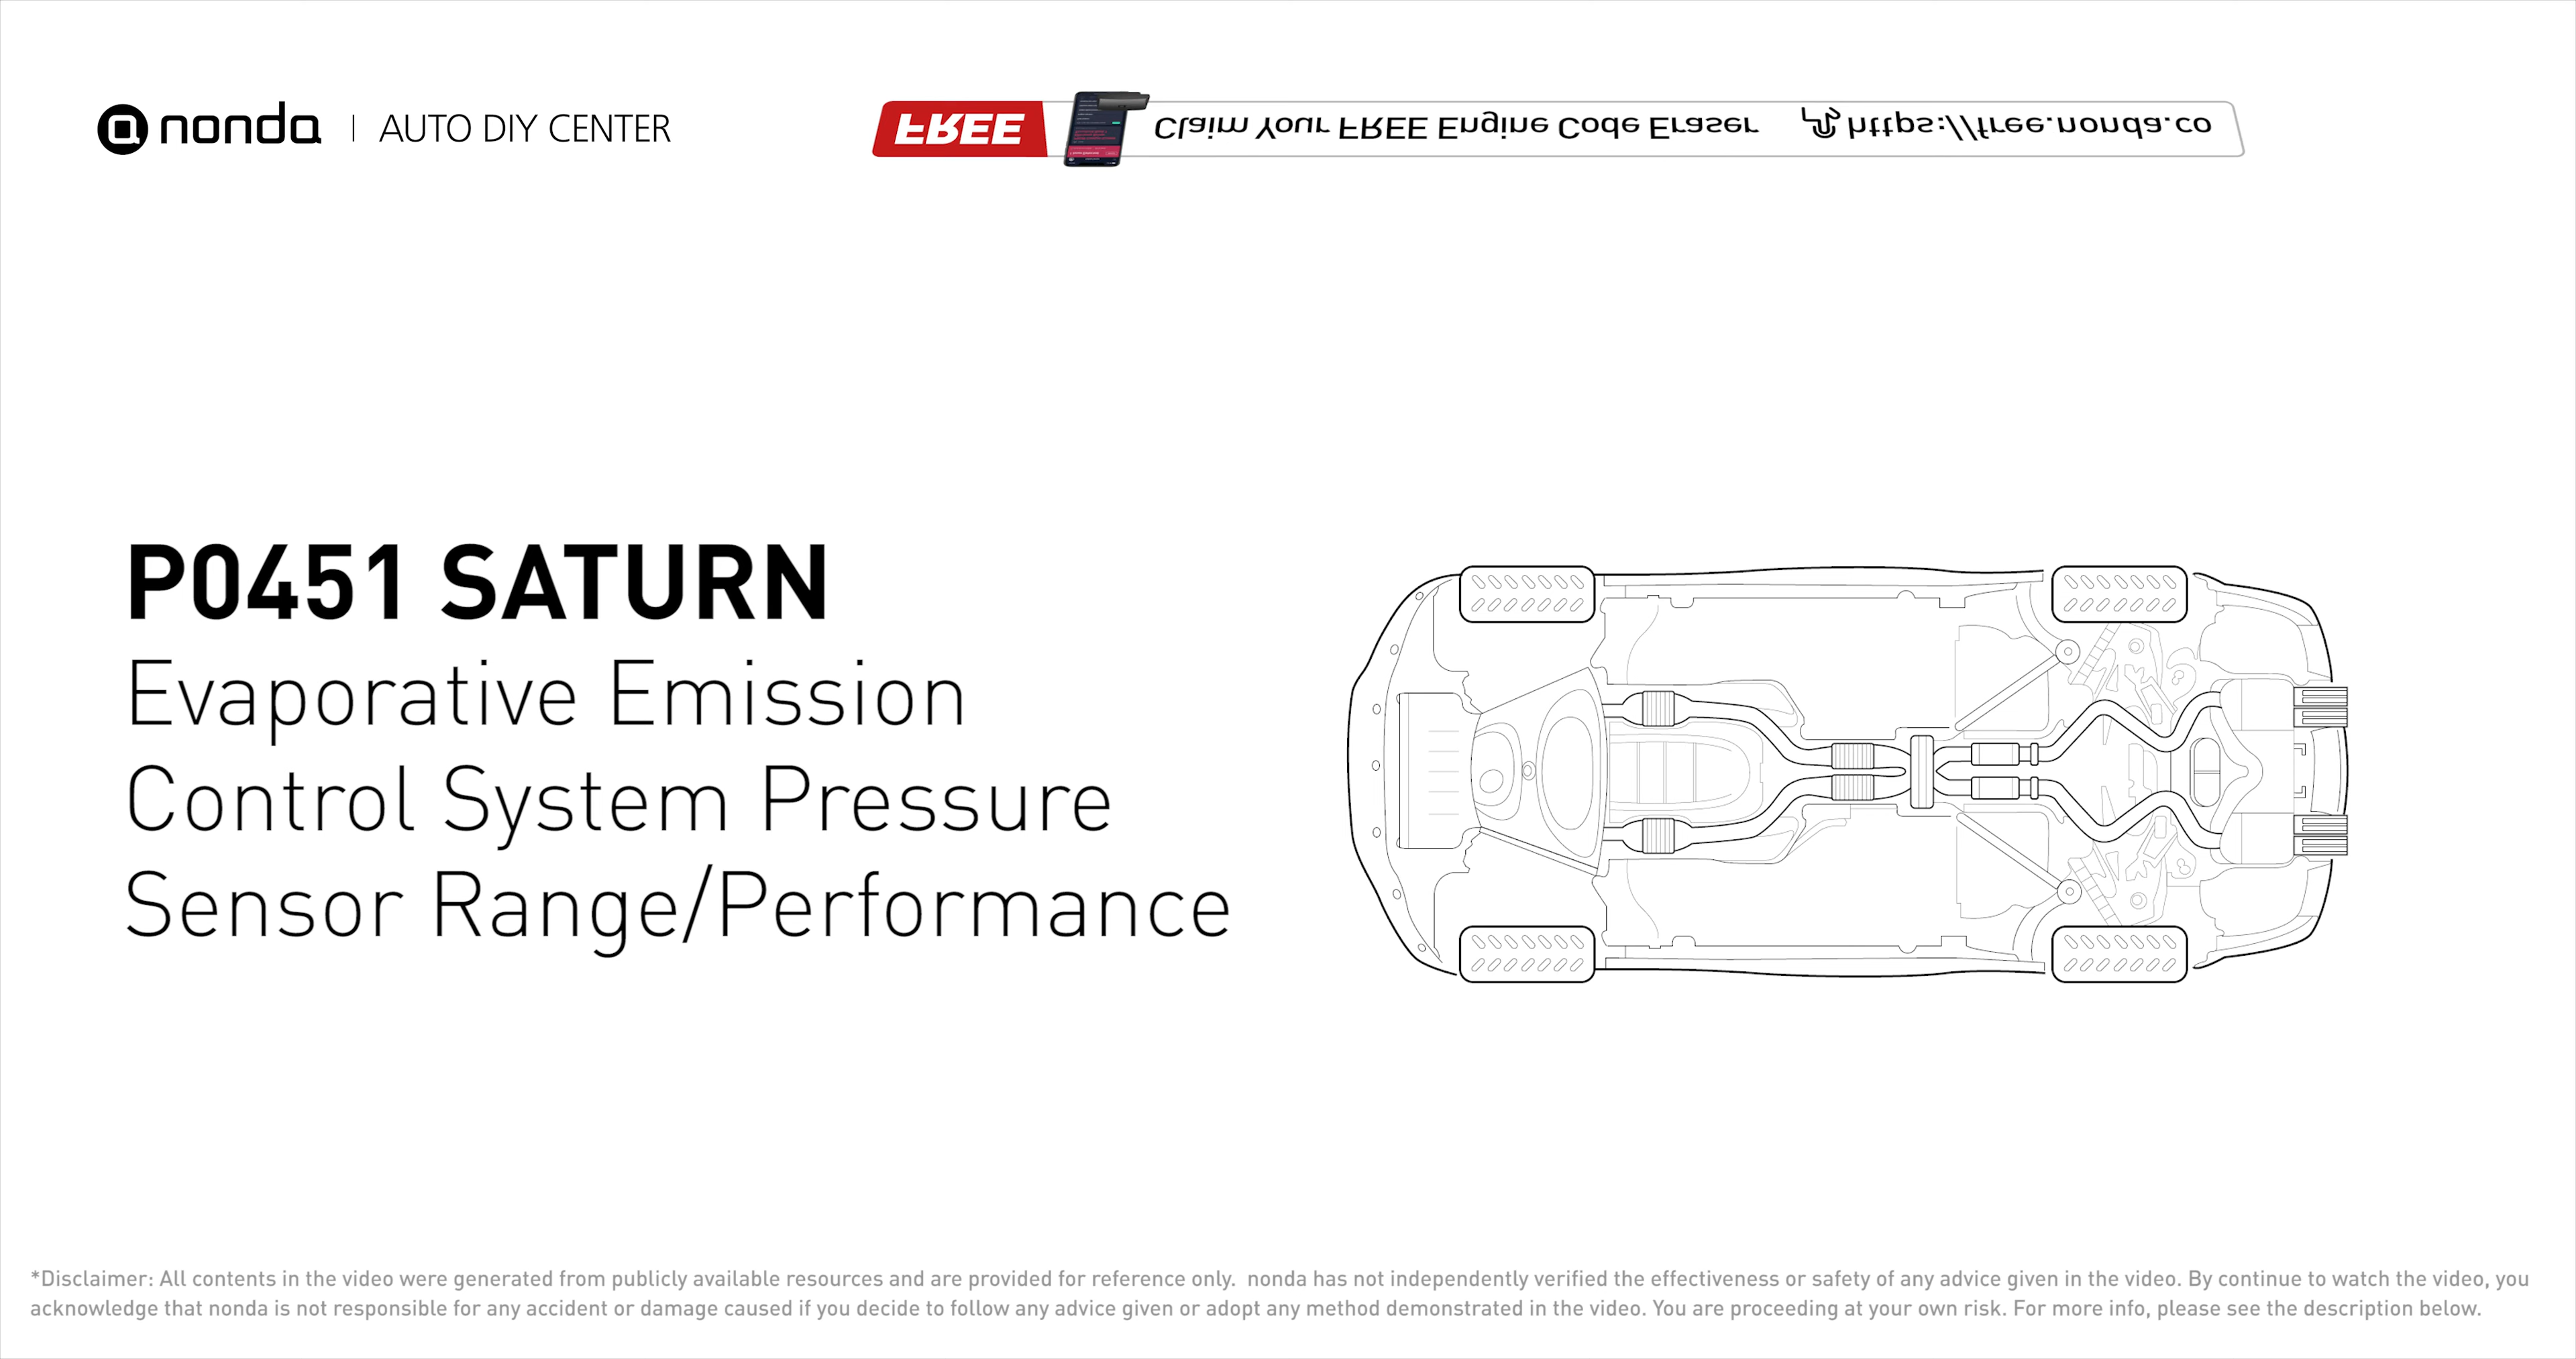 nonda | AUTO DIY CENTER
FREE Claim Your FREE Engine Code Eraser https://free.nonda.co
P0451 SATURN
Evaporative Emission
Control System Pressure
Sensor Range/Performance
*Disclaimer: All contents in the video were generated from publicly available resources and are provided for reference only. nonda has not independently verified the effectiveness or safety of any advice given in the video. By continue to watch the video, you
acknowledge that nonda is not responsible for any accident or damage caused if you decide to follow any advice given or adopt any method demonstrated in the video. You are proceeding at your own risk. For more info, please see the description below.